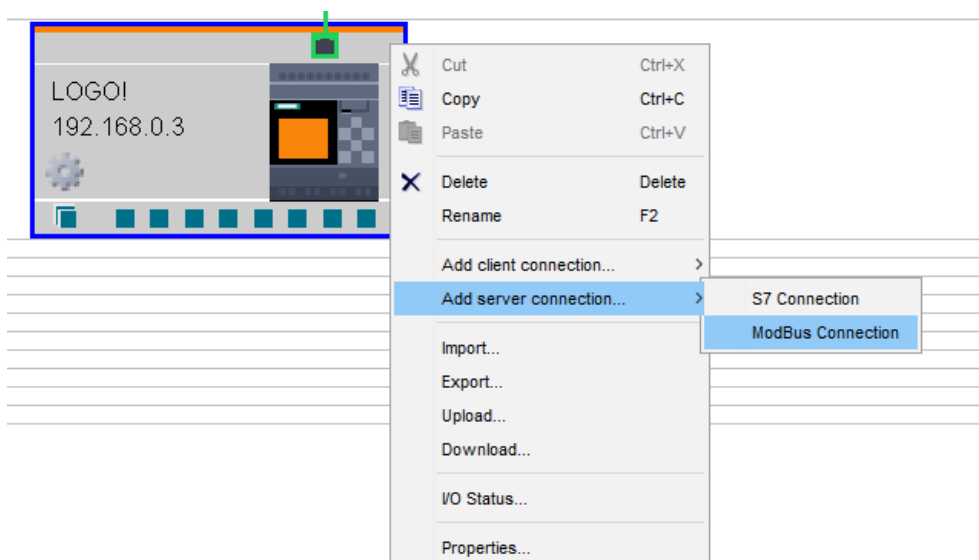 LOGO!
192.168.0.3
Cut Ctrl+X
Copy Ctrl+C
Paste Ctrl+V
Delete Delete
Rename F2
Add client connection...
Add server connection...
S7 Connection
ModBus Connection
Import...
Export...
Upload...
Download...
I/O Status...
Properties...